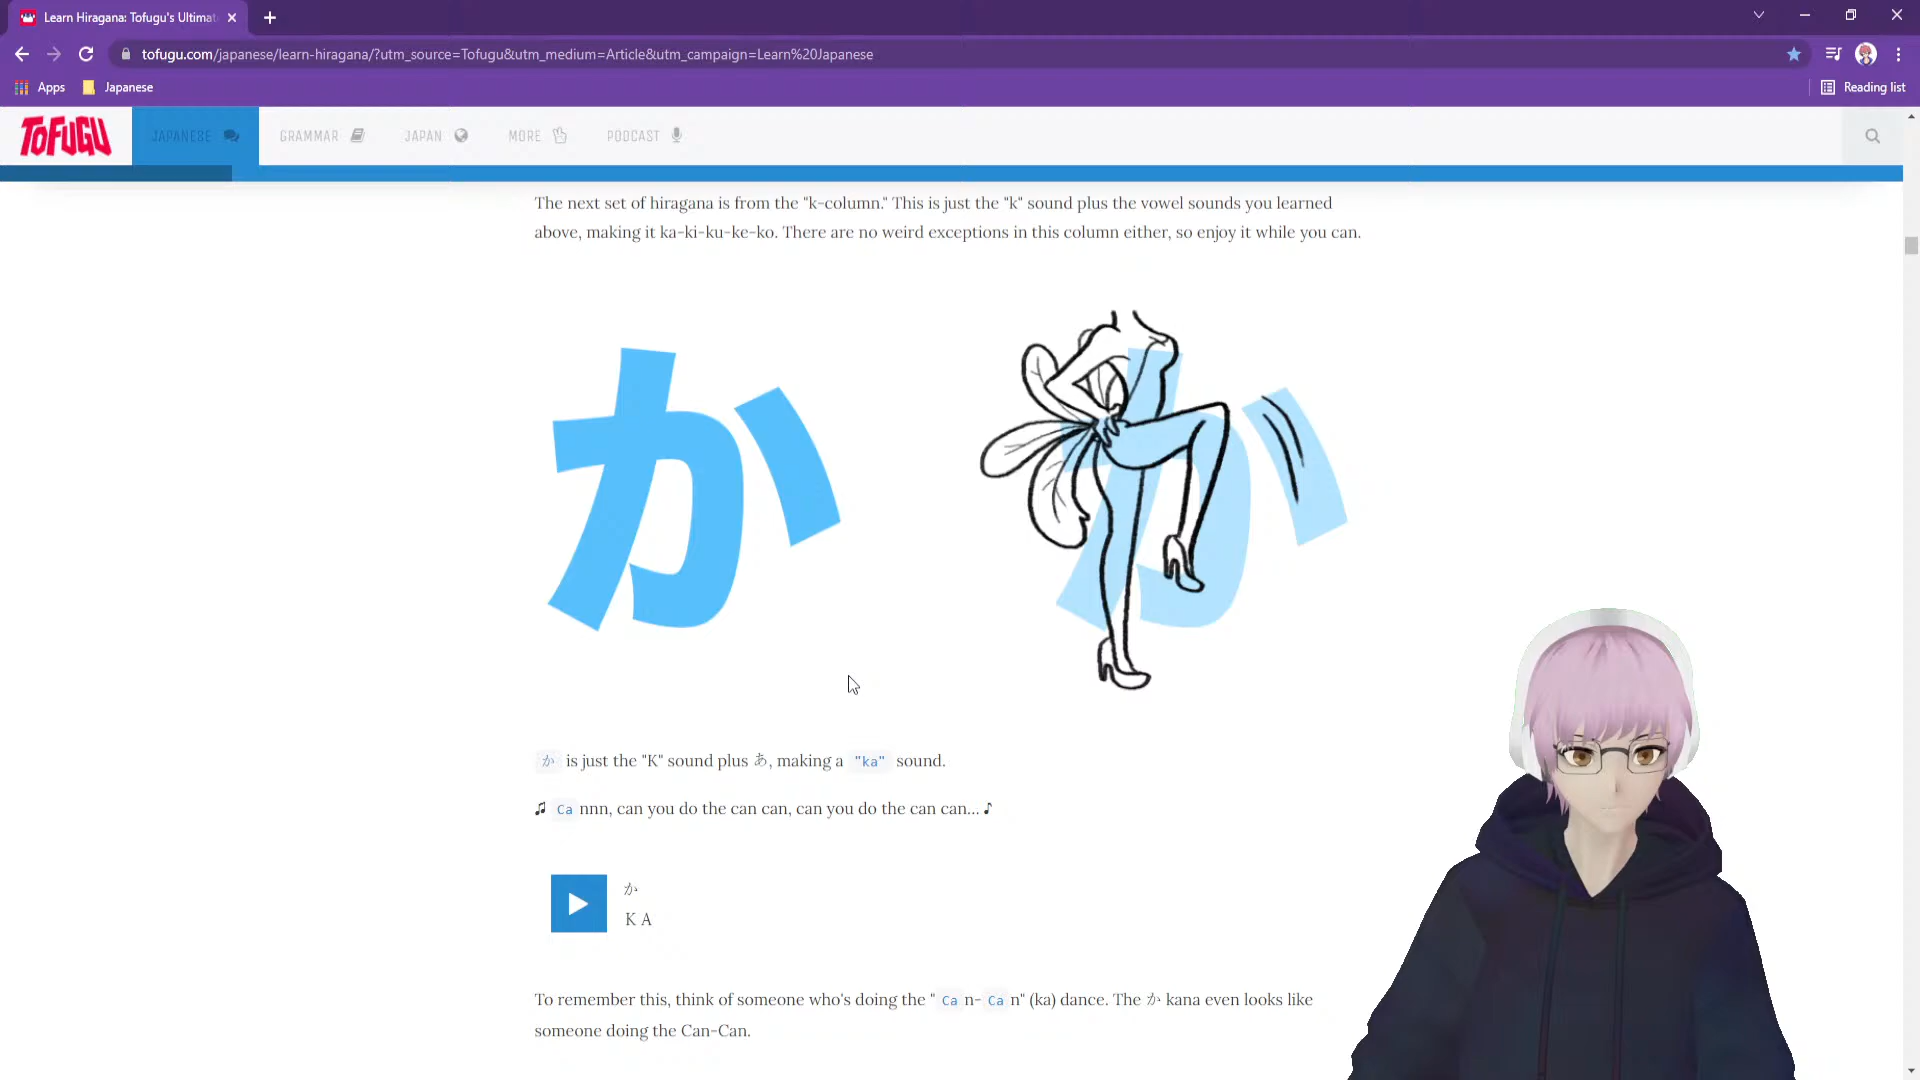 Learn Hiragana: Tofugu's Ultima
tofugu.com/japanese/learn-hiragana/?utm_source=Tofugu&utm_medium=Article&utm_campaign=Learn%20Japanese
Apps Japanese Reading list
TOFUGU JAPANESE GRAMMAR JAPAN MORE PODCAST
The next set of hiragana is from the "k-column." This is just the "k" sound plus the vowel sounds you learned
above, making it ka-ki-ku-ke-ko. There are no weird exceptions in this column either, so enjoy it while you can.
か か
か is just the "K" sound plus あ, making a "ka" sound.
♫ Ca nnn, can you do the can can, can you do the can can... ♪
か
KA
To remember this, think of someone who's doing the " Ca n- Ca n" (ka) dance. The か kana even looks like
someone doing the Can-Can.